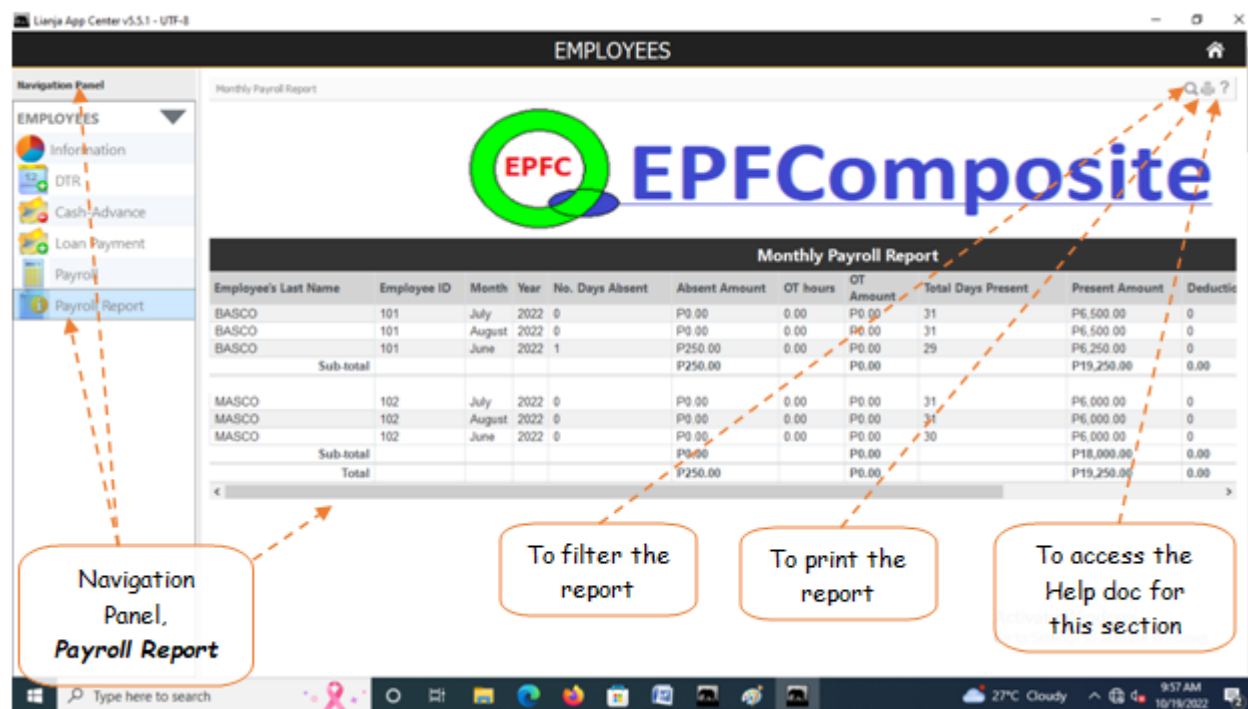 Lianja App Center v5.5.1 - UTF-8
EMPLOYEES
Navigation Panel
Monthly Payroll Report
?
EMPLOYEES
Information
DTR
Cash-Advance
Loan Payment
Payroll
Payroll Report
EPFC
EPFComposite
Monthly Payroll Report
Employee's Last Name Employee ID Month Year No. Days Absent Absent Amount OT hours OT Amount Total Days Present Present Amount Deductio
BASCO 101 July 2022 0 P0.00 0.00 P0.00 31 P6,500.00 0
BASCO 101 August 2022 0 P0.00 0.00 P0.00 31 P6,500.00 0
BASCO 101 June 2022 1 P250.00 0.00 P0.00 29 P6,250.00 0
Sub-total P250.00 P0.00 P19,250.00 0.00
MASCO 102 July 2022 0 P0.00 0.00 P0.00 31 P6,000.00 0
MASCO 102 August 2022 0 P0.00 0.00 P0.00 31 P6,000.00 0
MASCO 102 June 2022 0 P0.00 0.00 P0.00 30 P6,000.00 0
Sub-total P0.00 P0.00 P18,000.00 0.00
Total P250.00 P0.00 P19,250.00 0.00
Navigation
Panel,
Payroll Report
To filter the
report
To print the
report
To access the
Help doc for
this section
Type here to search
27°C Cloudy
9:57 AM
10/19/2022